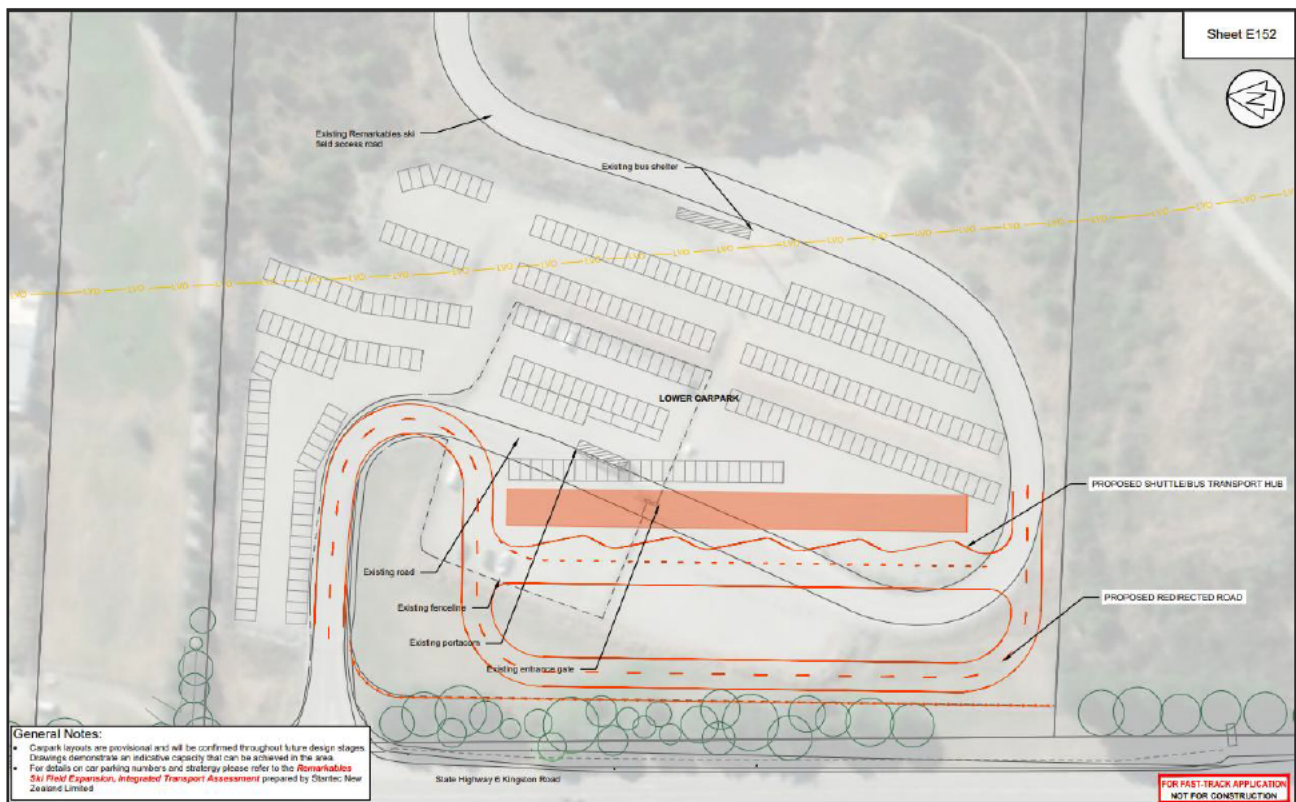 Sheet E152
Existing Remarkables ski
field access road
Existing bus shelter
LOWER CARPARK
PROPOSED SHUTTLE/BUS TRANSPORT HUB
Existing road
Existing fenceline
PROPOSED REDIRECTED ROAD
Existing portacom
Existing entrance gate
General Notes:
• Carpark layouts are provisional and will be confirmed throughout future design stages.
Drawings demonstrate an indicative capacity that can be achieved in the area.
• For details on car parking numbers and stratergy please refer to the Remarkables
Ski Field Expansion, Integrated Transport Assessment prepared by Stantec New
Zealand Limited
State Highway 6 Kingston Road
FOR FAST-TRACK APPLICATION
NOT FOR CONSTRUCTION